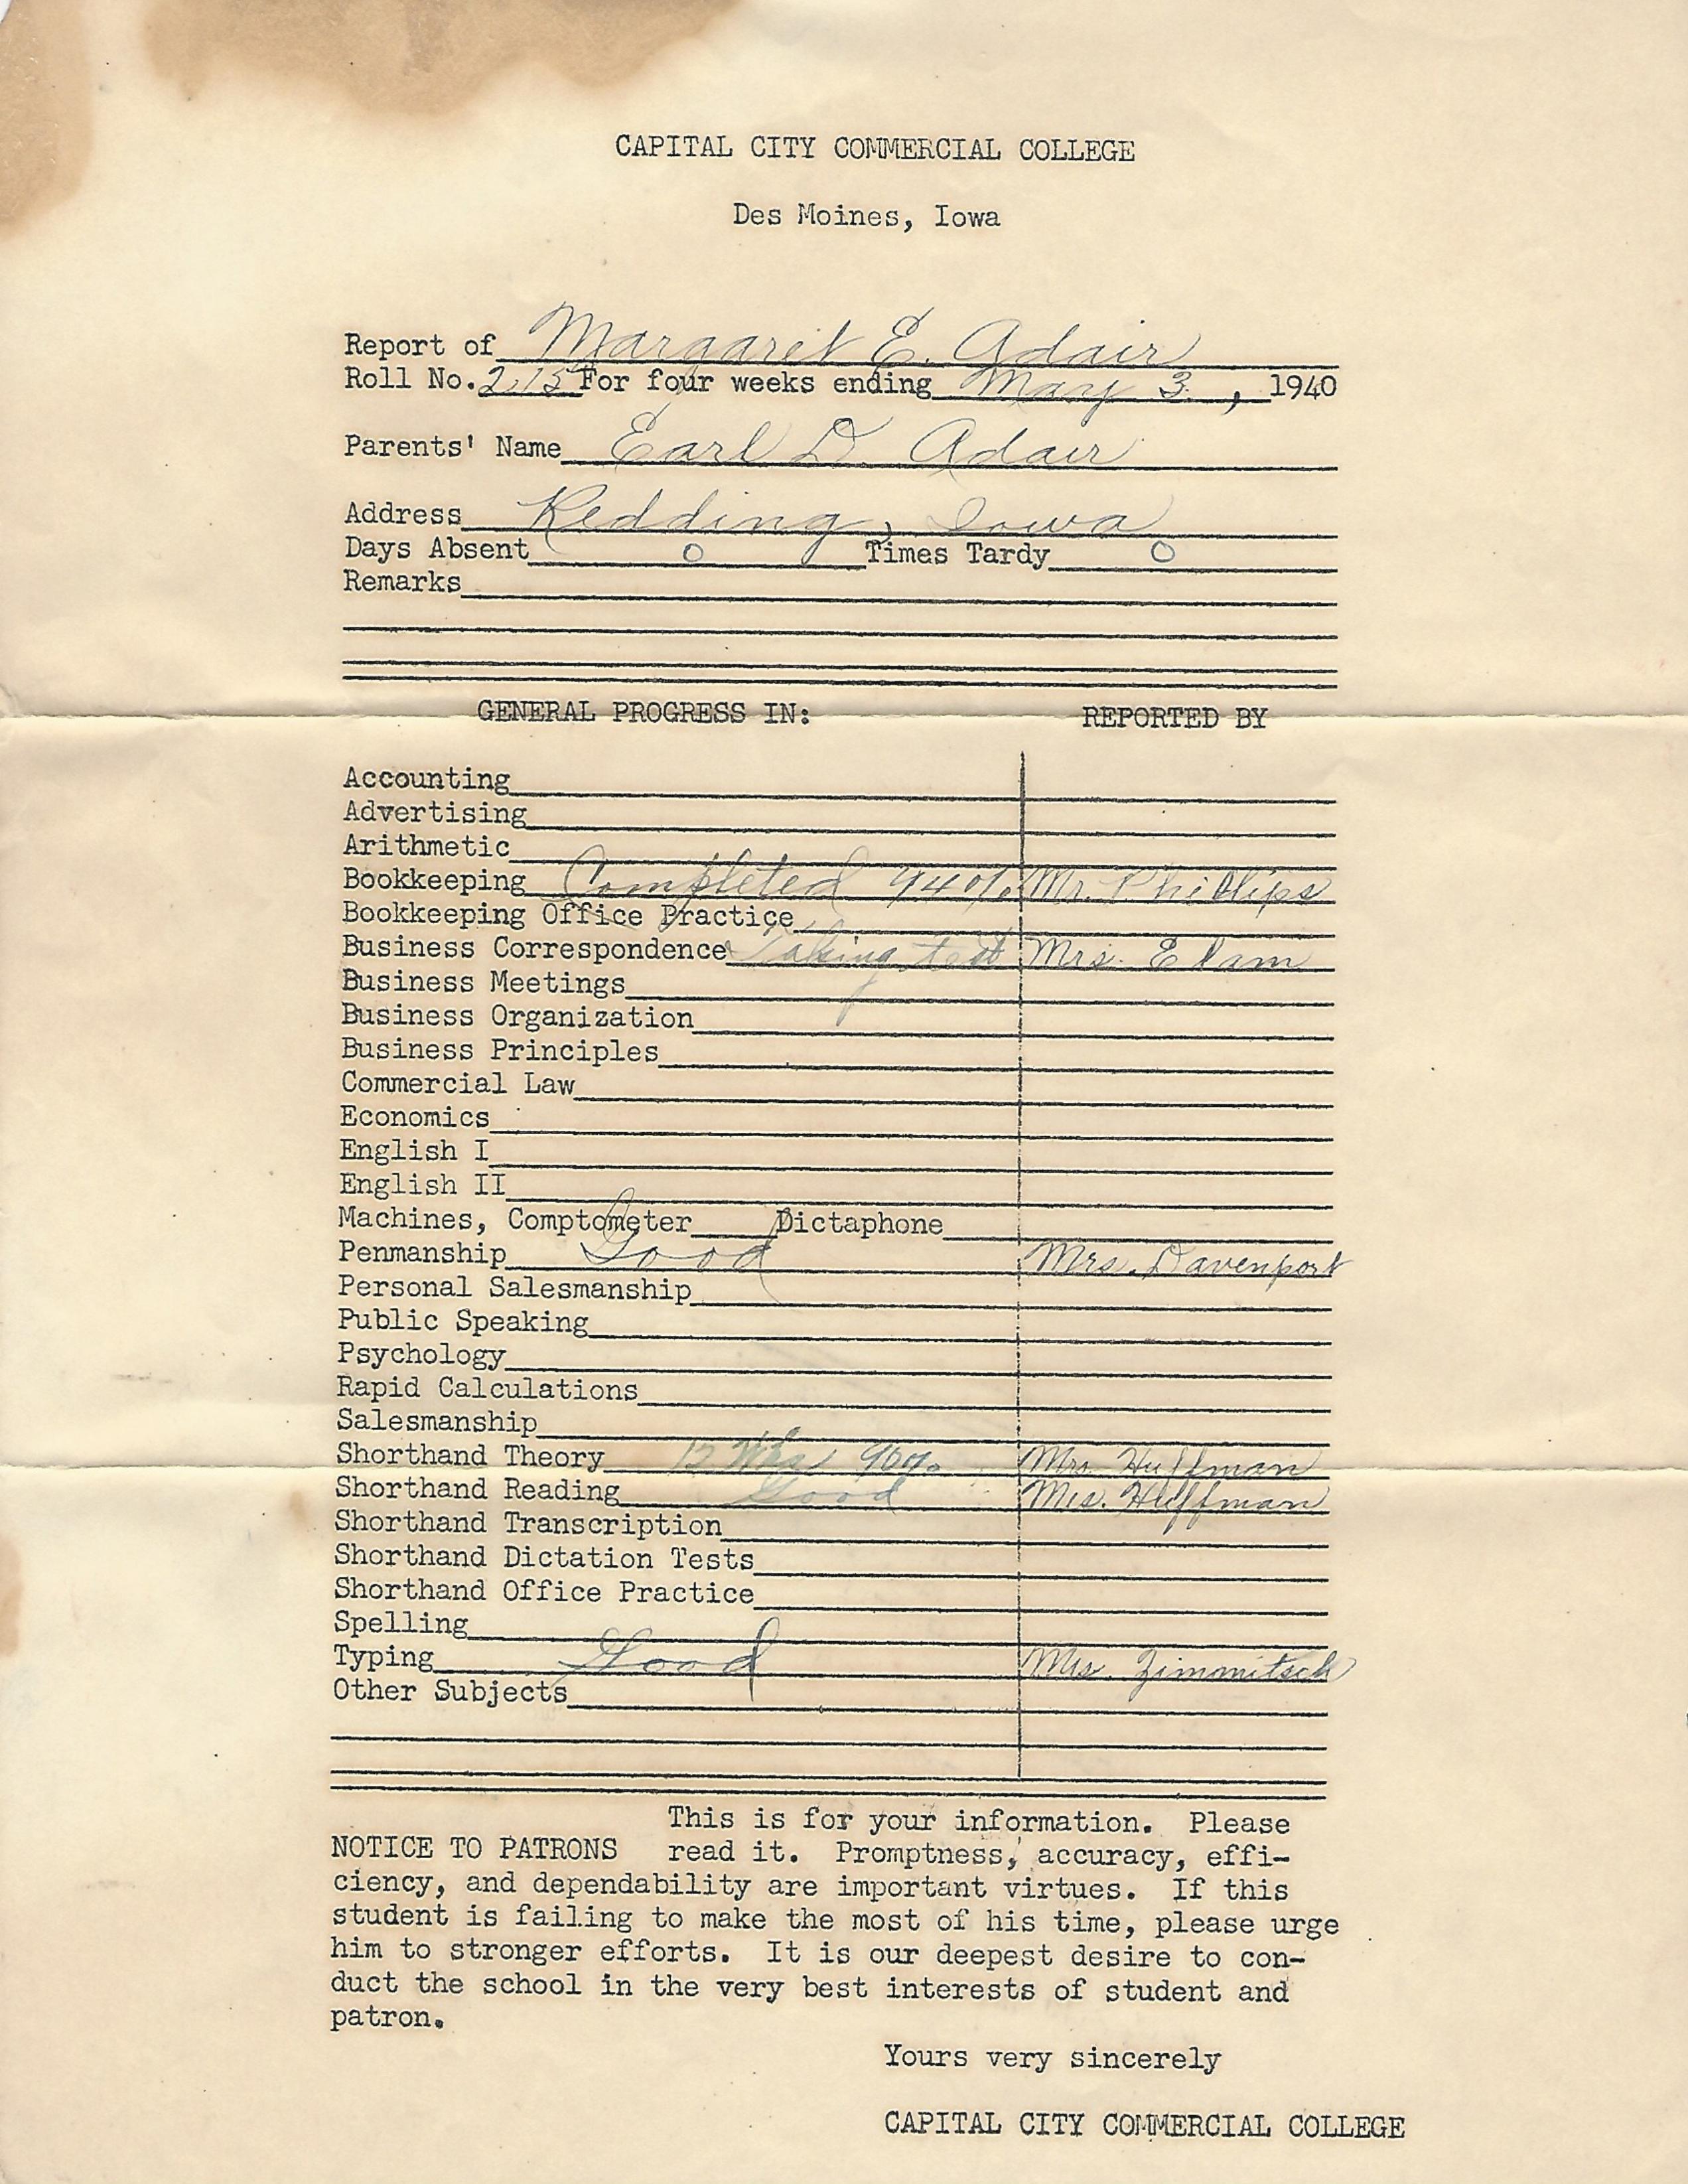 CAPITAL CITY COMMERCIAL COLLEGE
Des Moines, Iowa
Report of Margaret E. Adair
Roll No. 215 For four weeks ending May 3, 1940
Parents' Name Earl D. Adair
Address Redding, Iowa
Days Absent 0 Times Tardy 0
Remarks
GENERAL PROGRESS IN: REPORTED BY
Accounting
Advertising
Arithmetic
Bookkeeping Completed 94% Mr. Phillips
Bookkeeping Office Practice
Business Correspondence Taking test Mrs. Elam
Business Meetings
Business Organization
Business Principles
Commercial Law
Economics
English I
English II
Machines, Comptometer Dictaphone
Penmanship Good Mrs. Davenport
Personal Salesmanship
Public Speaking
Psychology
Rapid Calculations
Salesmanship
Shorthand Theory 90% Mrs. Huffman
Shorthand Reading Good Mrs. Huffman
Shorthand Transcription
Shorthand Dictation Tests
Shorthand Office Practice
Spelling
Typing Good Mrs. Zimmitsch
Other Subjects
This is for your information. Please
NOTICE TO PATRONS read it. Promptness, accuracy, effi-
ciency, and dependability are important virtues. If this
student is failing to make the most of his time, please urge
him to stronger efforts. It is our deepest desire to con-
duct the school in the very best interests of student and
patron.
Yours very sincerely
CAPITAL CITY COMMERCIAL COLLEGE